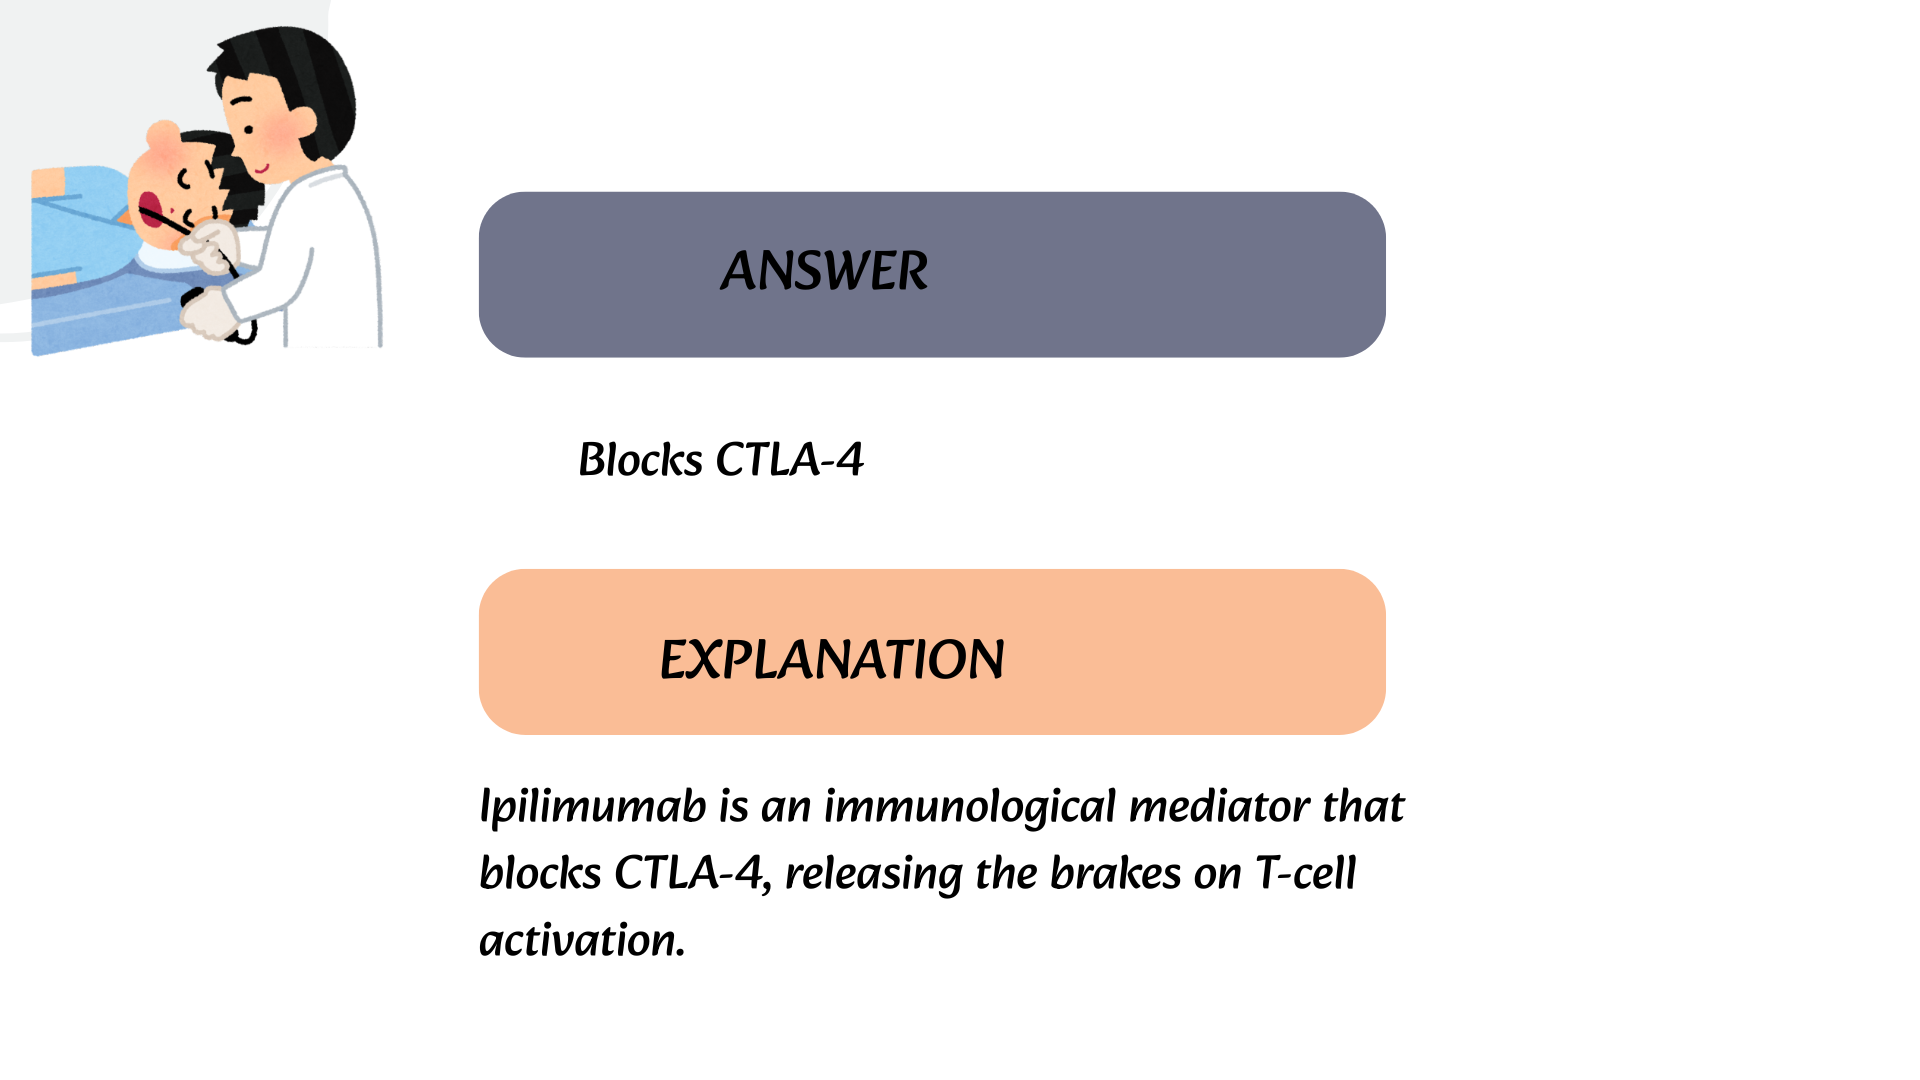 ANSWER
Blocks CTLA-4
EXPLANATION
Ipilimumab is an immunological mediator that
blocks CTLA-4, releasing the brakes on T-cell
activation.